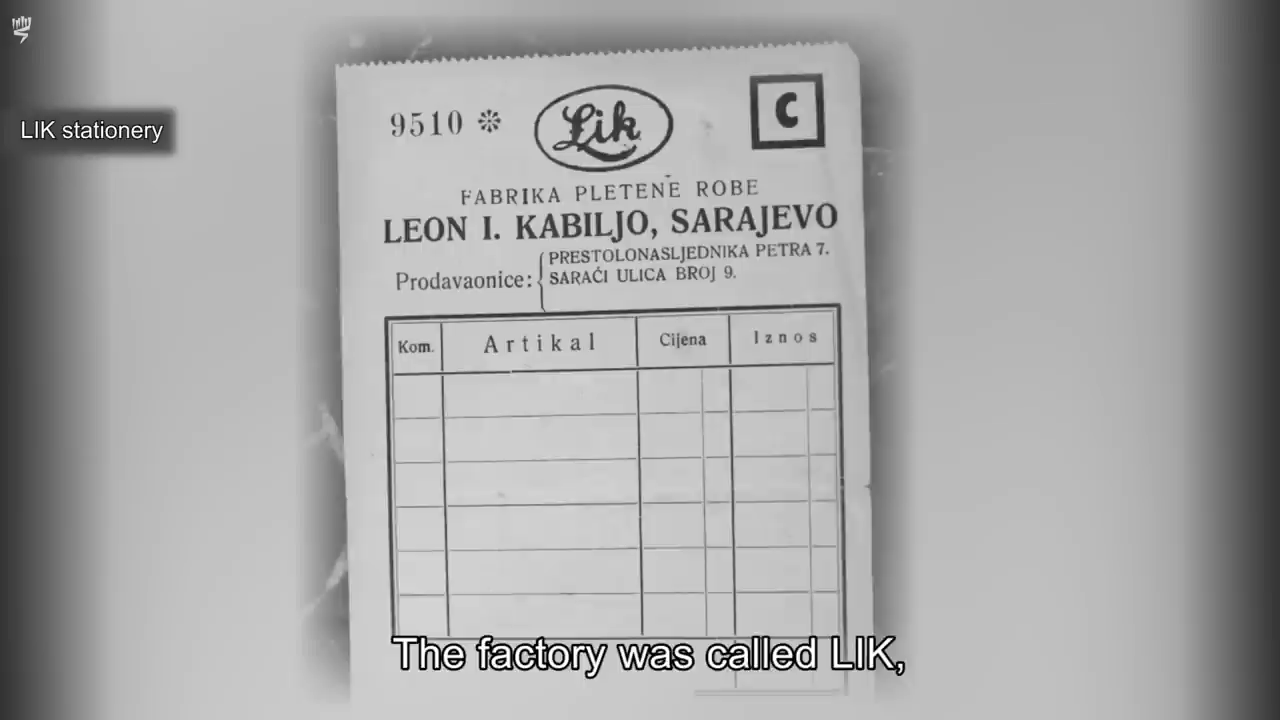 LIK stationery
9510 ※
Lik
C
FABRIKA PLETENE ROBE
LEON I. KABILJO, SARAJEVO
Prodavaonice:
PRESTOLONASLJEDNIKA PETRA 7.
SARAČI ULICA BROJ 9.
Kom. Artikal Cijena Iznos
The factory was called LIK,